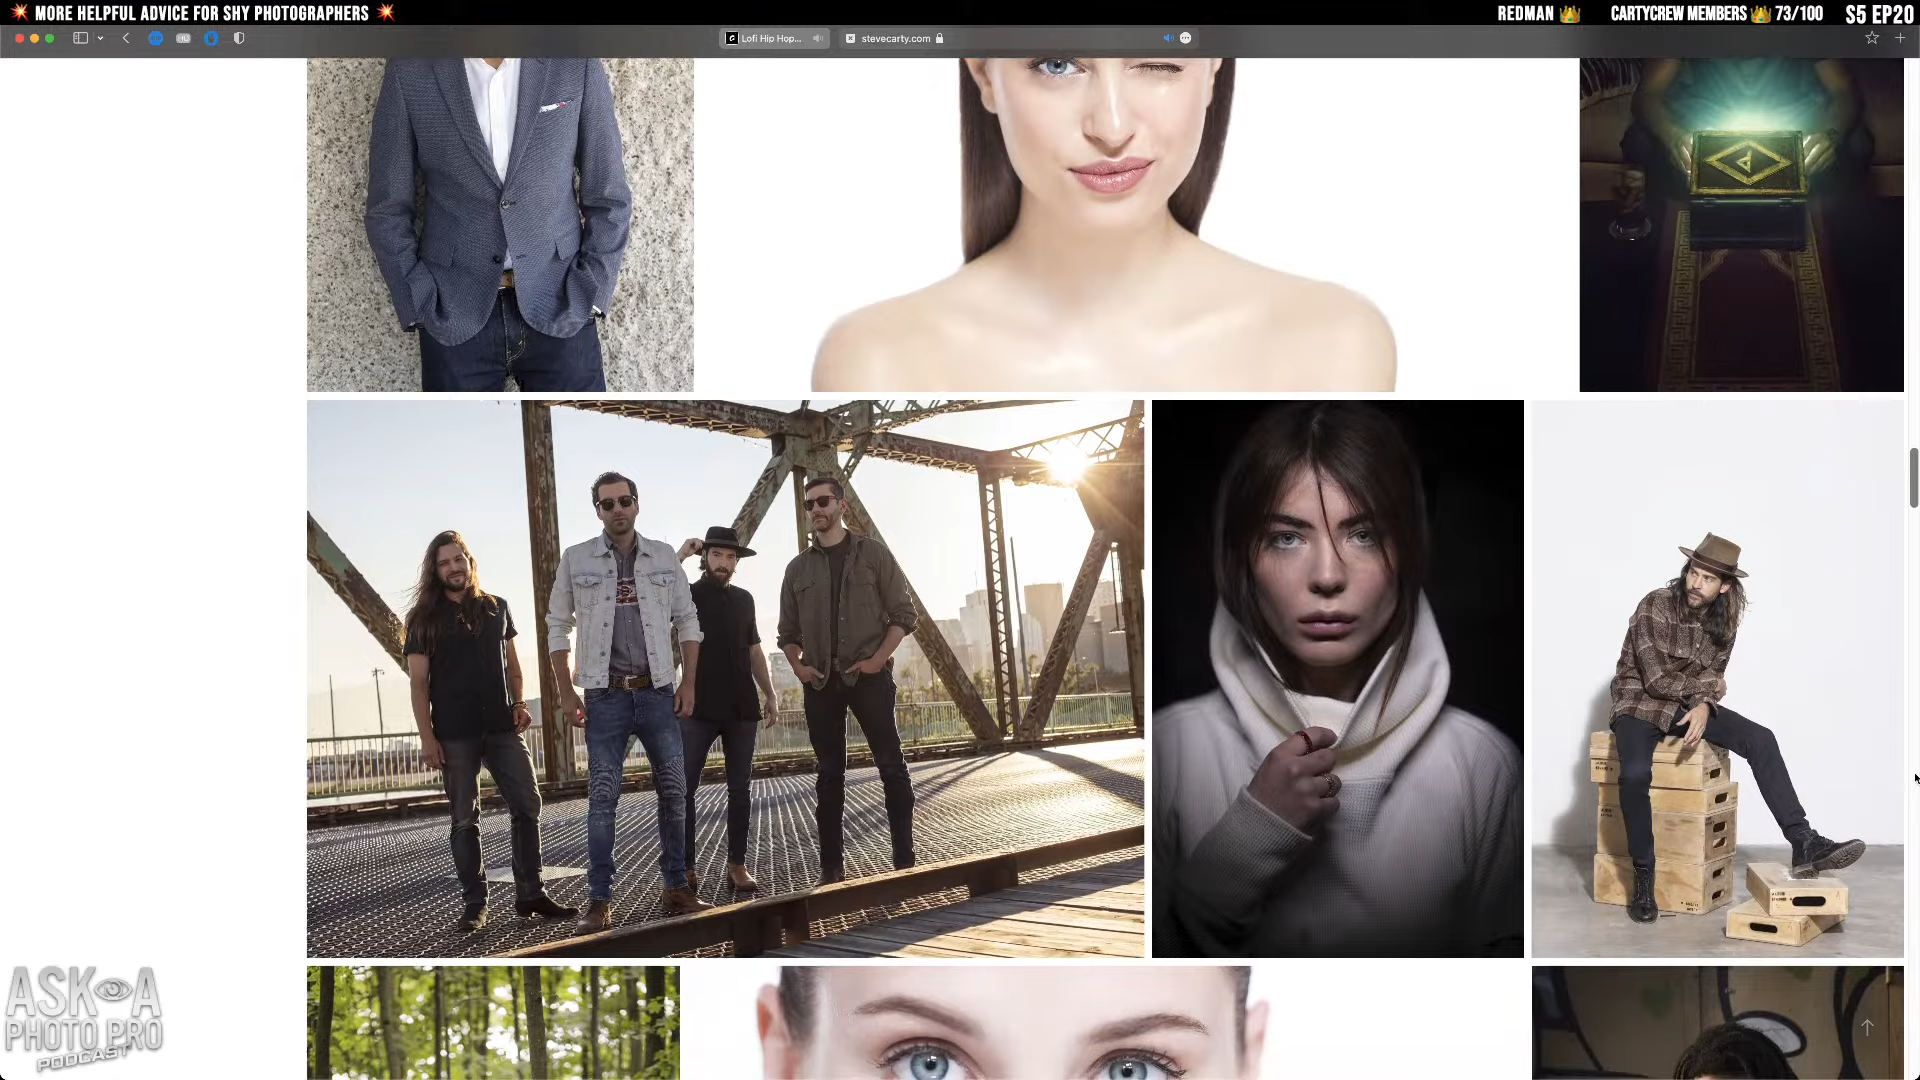 💥 MORE HELPFUL ADVICE FOR SHY PHOTOGRAPHERS 💥
REDMAN 👑 CARTYCREW MEMBERS 👑 73/100 S5 EP20
Lofi Hip Hop...
stevecarty.com
ASK A
PHOTO PRO
PODCAST